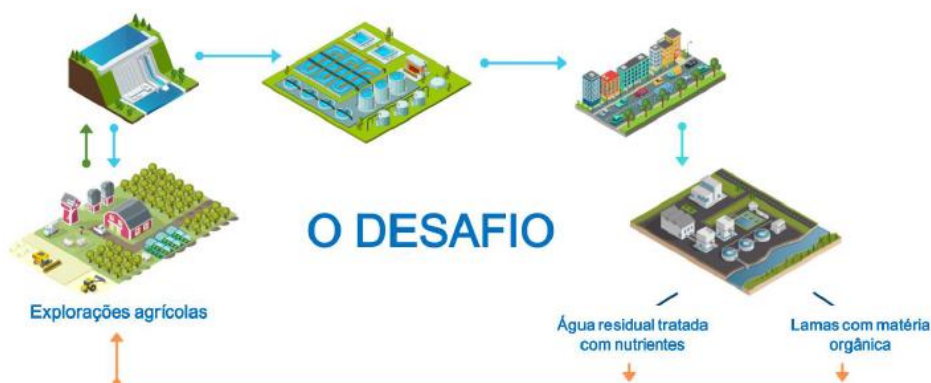 O DESAFIO
Explorações agrícolas
Água residual tratada
com nutrientes
Lamas com matéria
orgânica